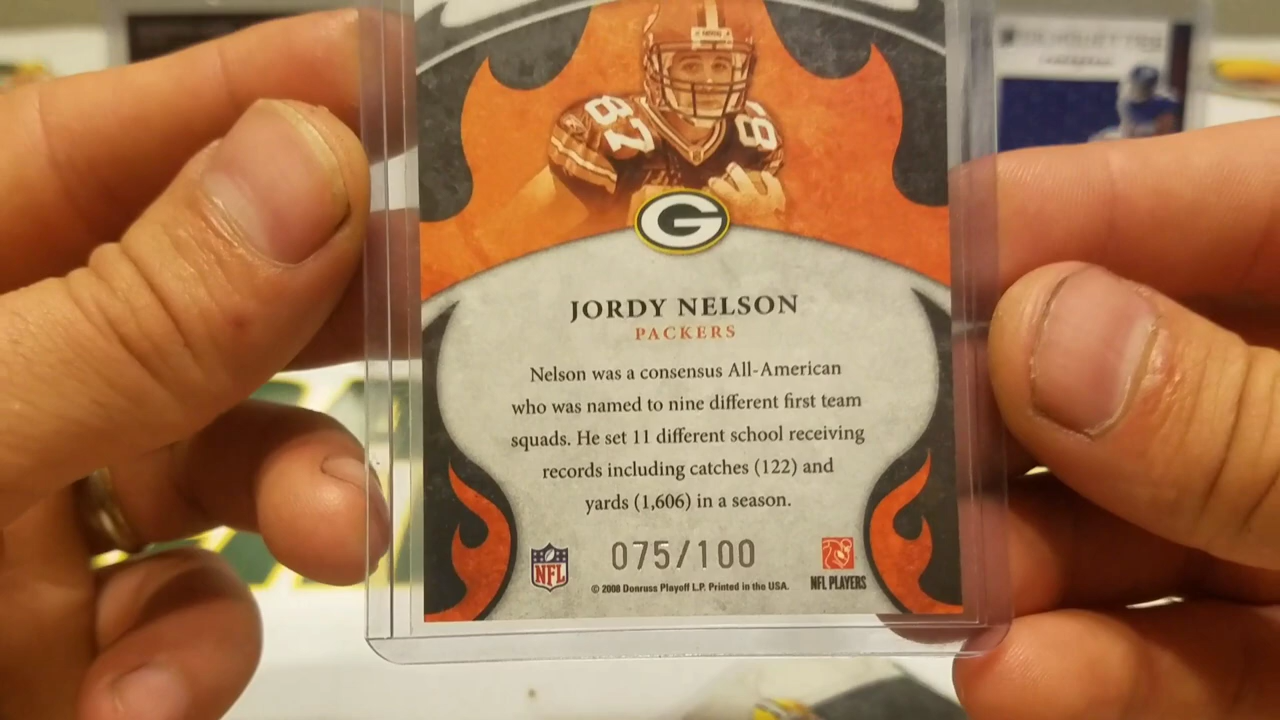 SILHOUETTES
87
G
JORDY NELSON
PACKERS
Nelson was a consensus All-American
who was named to nine different first team
squads. He set 11 different school receiving
records including catches (122) and
yards (1,606) in a season.
NFL
075/100
© 2008 Donruss Playoff L.P. Printed in the USA.
NFL PLAYERS